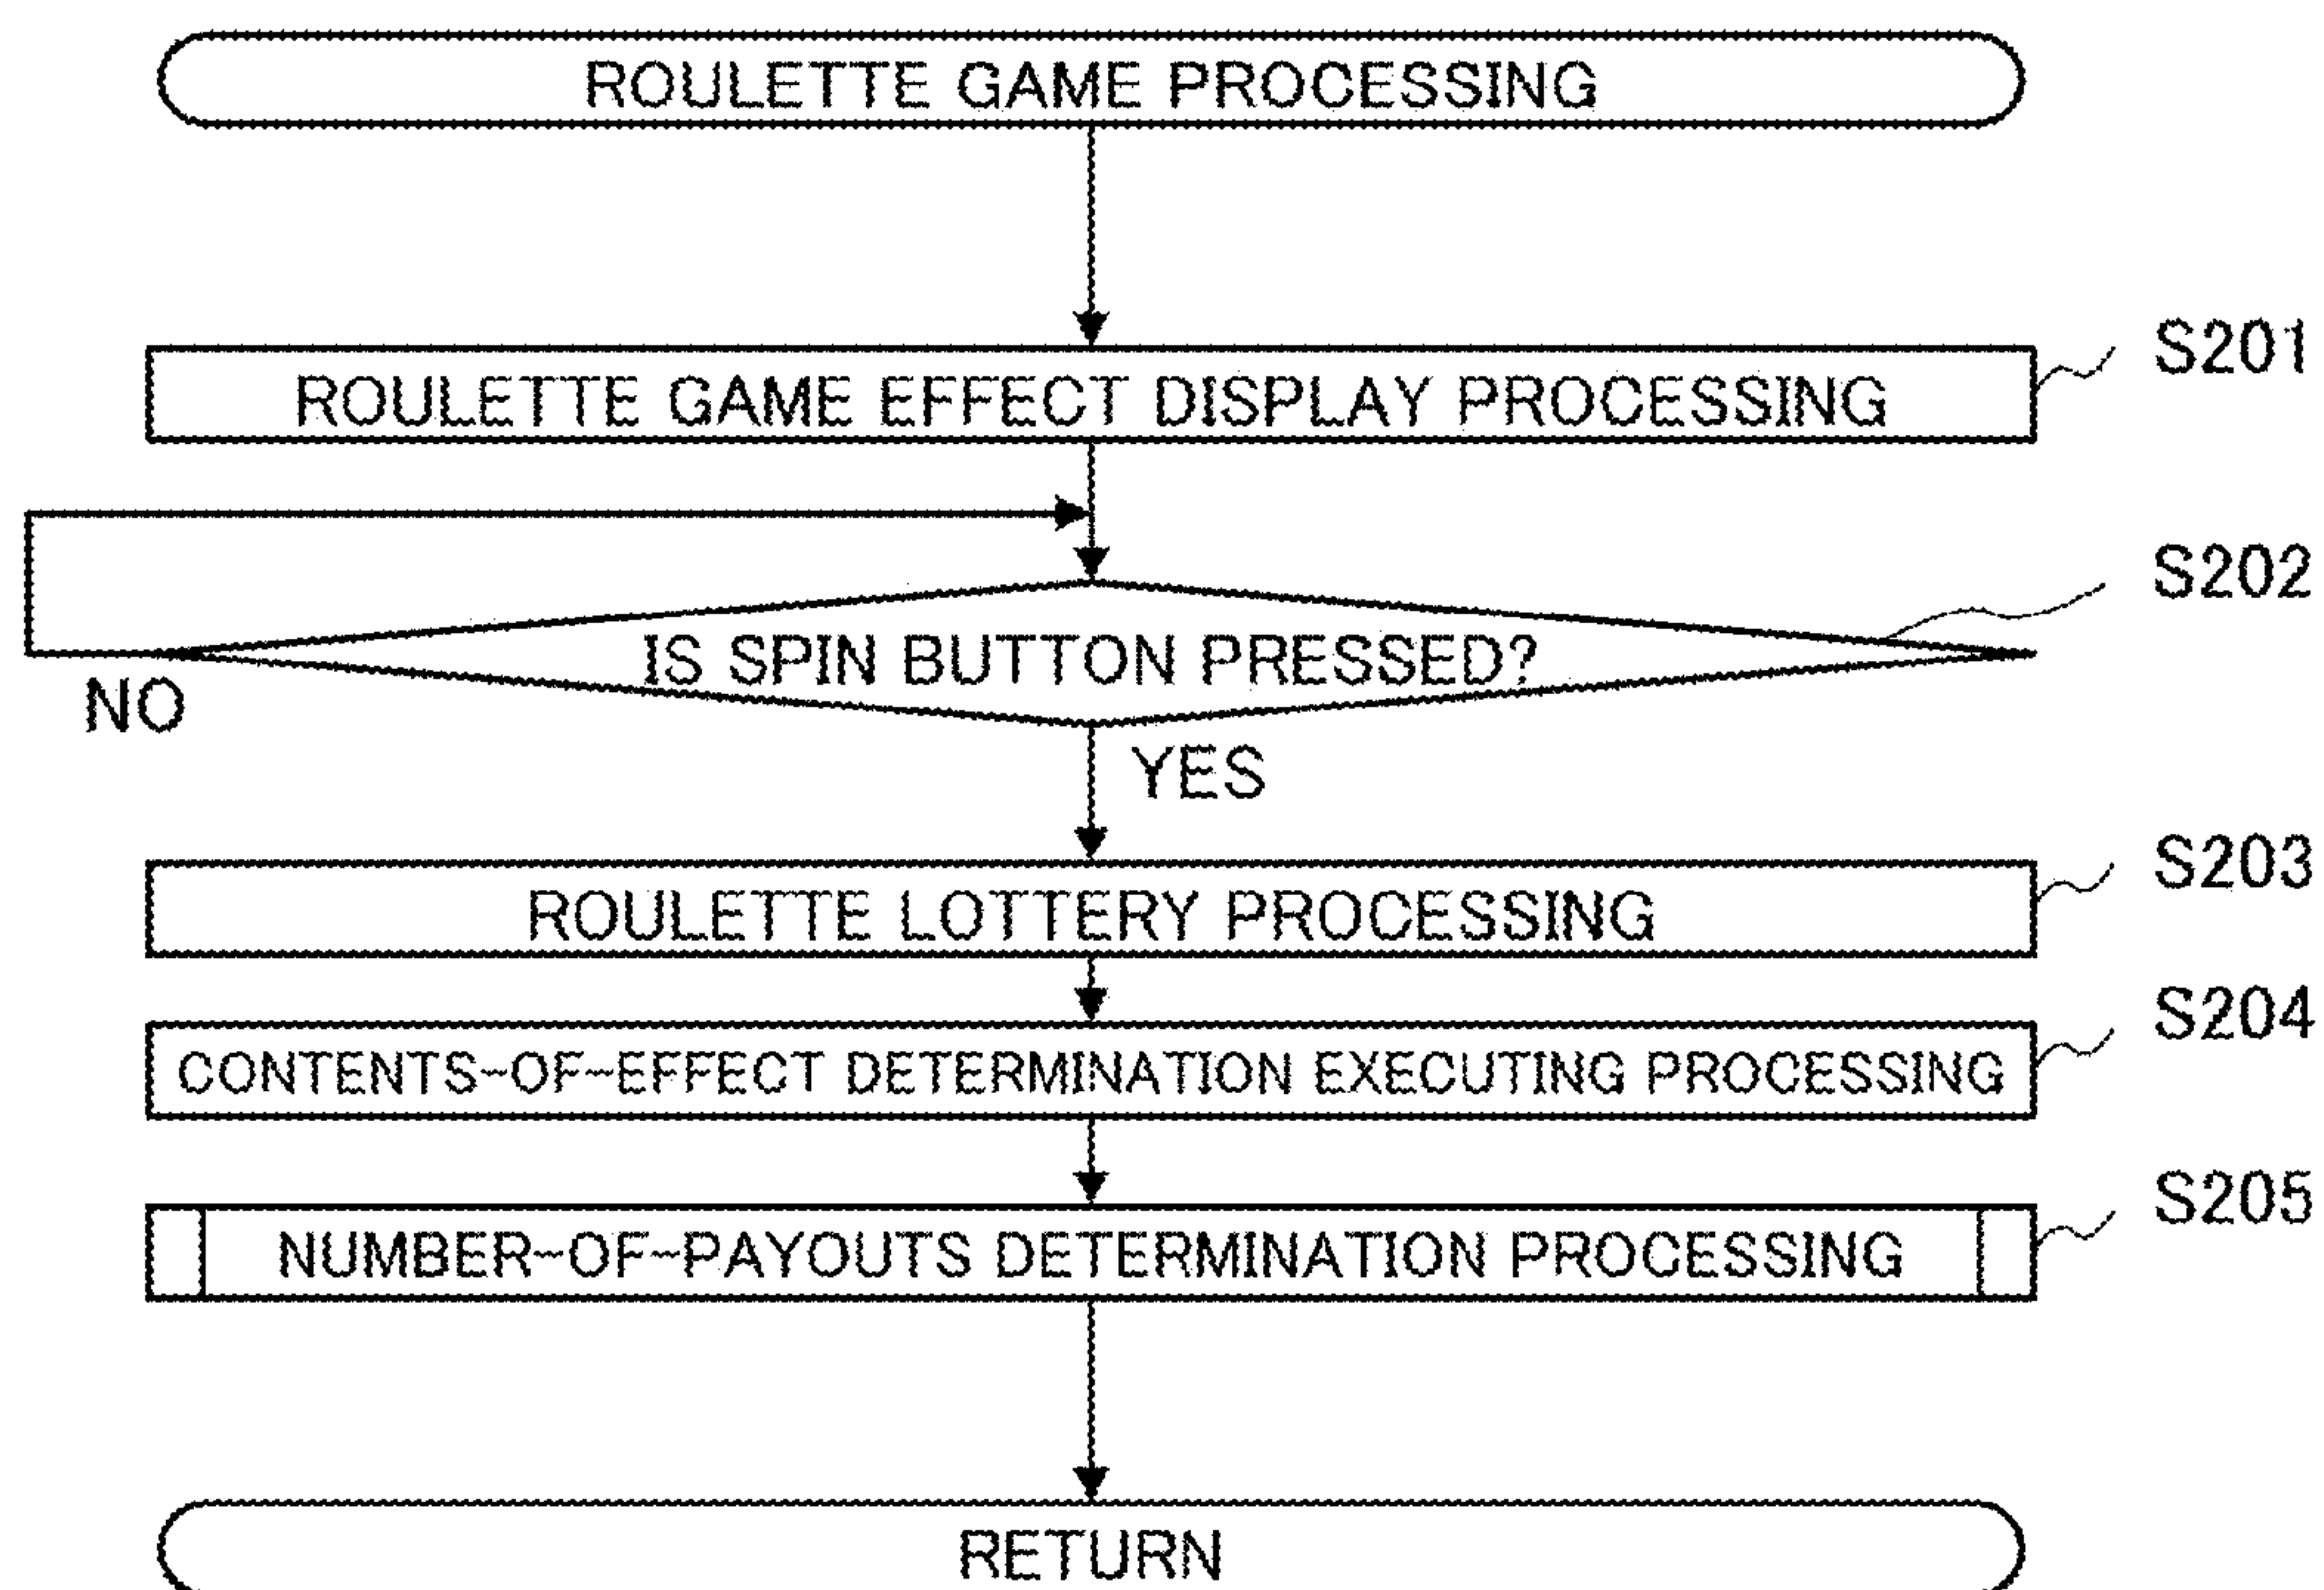 ROULETTE GAME PROCESSING
S201
ROULETTE GAME EFFECT DISPLAY PROCESSING
S202
IS SPIN BUTTON PRESSED?
NO
YES
S203
ROULETTE LOTTERY PROCESSING
S204
CONTENTS-OF-EFFECT DETERMINATION EXECUTING PROCESSING
S205
NUMBER-OF-PAYOUTS DETERMINATION PROCESSING
RETURN